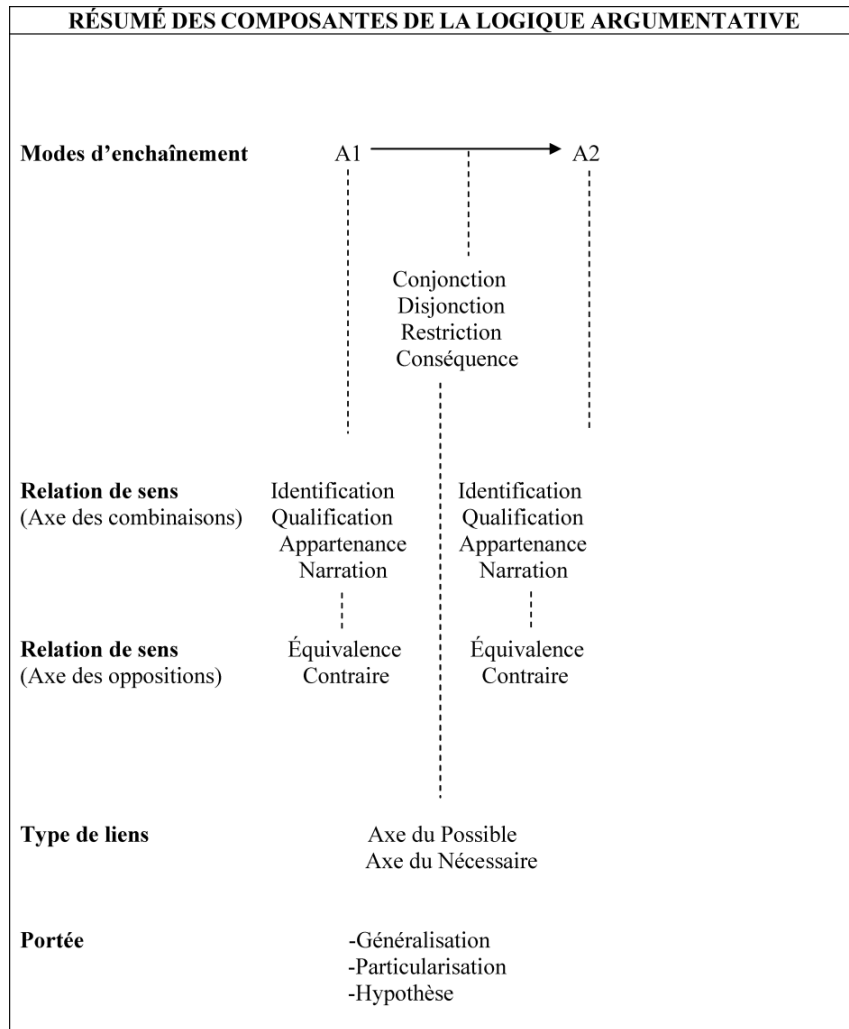 RÉSUMÉ DES COMPOSANTES DE LA LOGIQUE ARGUMENTATIVE
Modes d'enchaînement A1 A2
Conjonction
Disjonction
Restriction
Conséquence
Relation de sens Identification Identification
(Axe des combinaisons) Qualification Qualification
Appartenance Appartenance
Narration Narration
Relation de sens Équivalence Équivalence
(Axe des oppositions) Contraire Contraire
Type de liens Axe du Possible
Axe du Nécessaire
Portée -Généralisation
-Particularisation
-Hypothèse